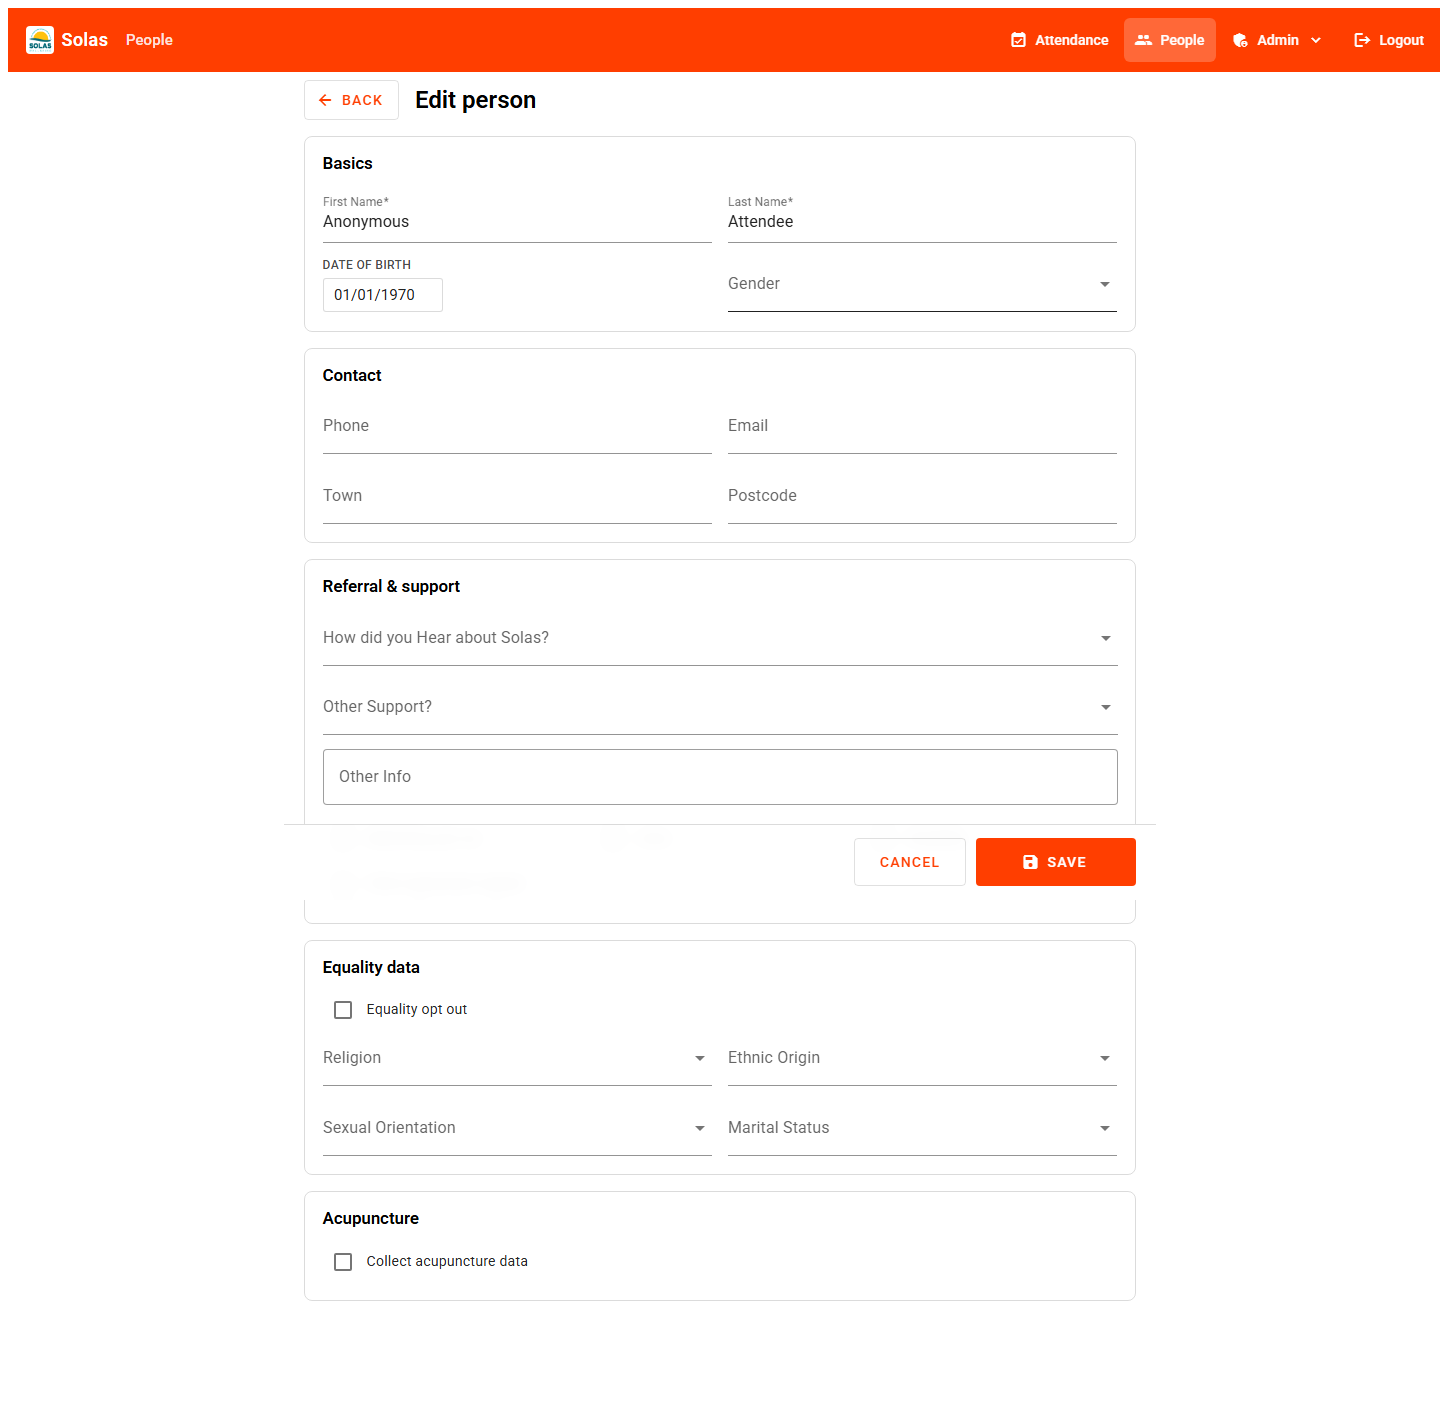 SOLAS
Solas People Attendance People Admin Logout
BACK Edit person
Basics
First Name* Last Name*
Anonymous Attendee
DATE OF BIRTH
01/01/1970 Gender
Contact
Phone Email
Town Postcode
Referral & support
How did you Hear about Solas?
Other Support?
Other Info
CANCEL SAVE
Equality data
Equality opt out
Religion Ethnic Origin
Sexual Orientation Marital Status
Acupuncture
Collect acupuncture data